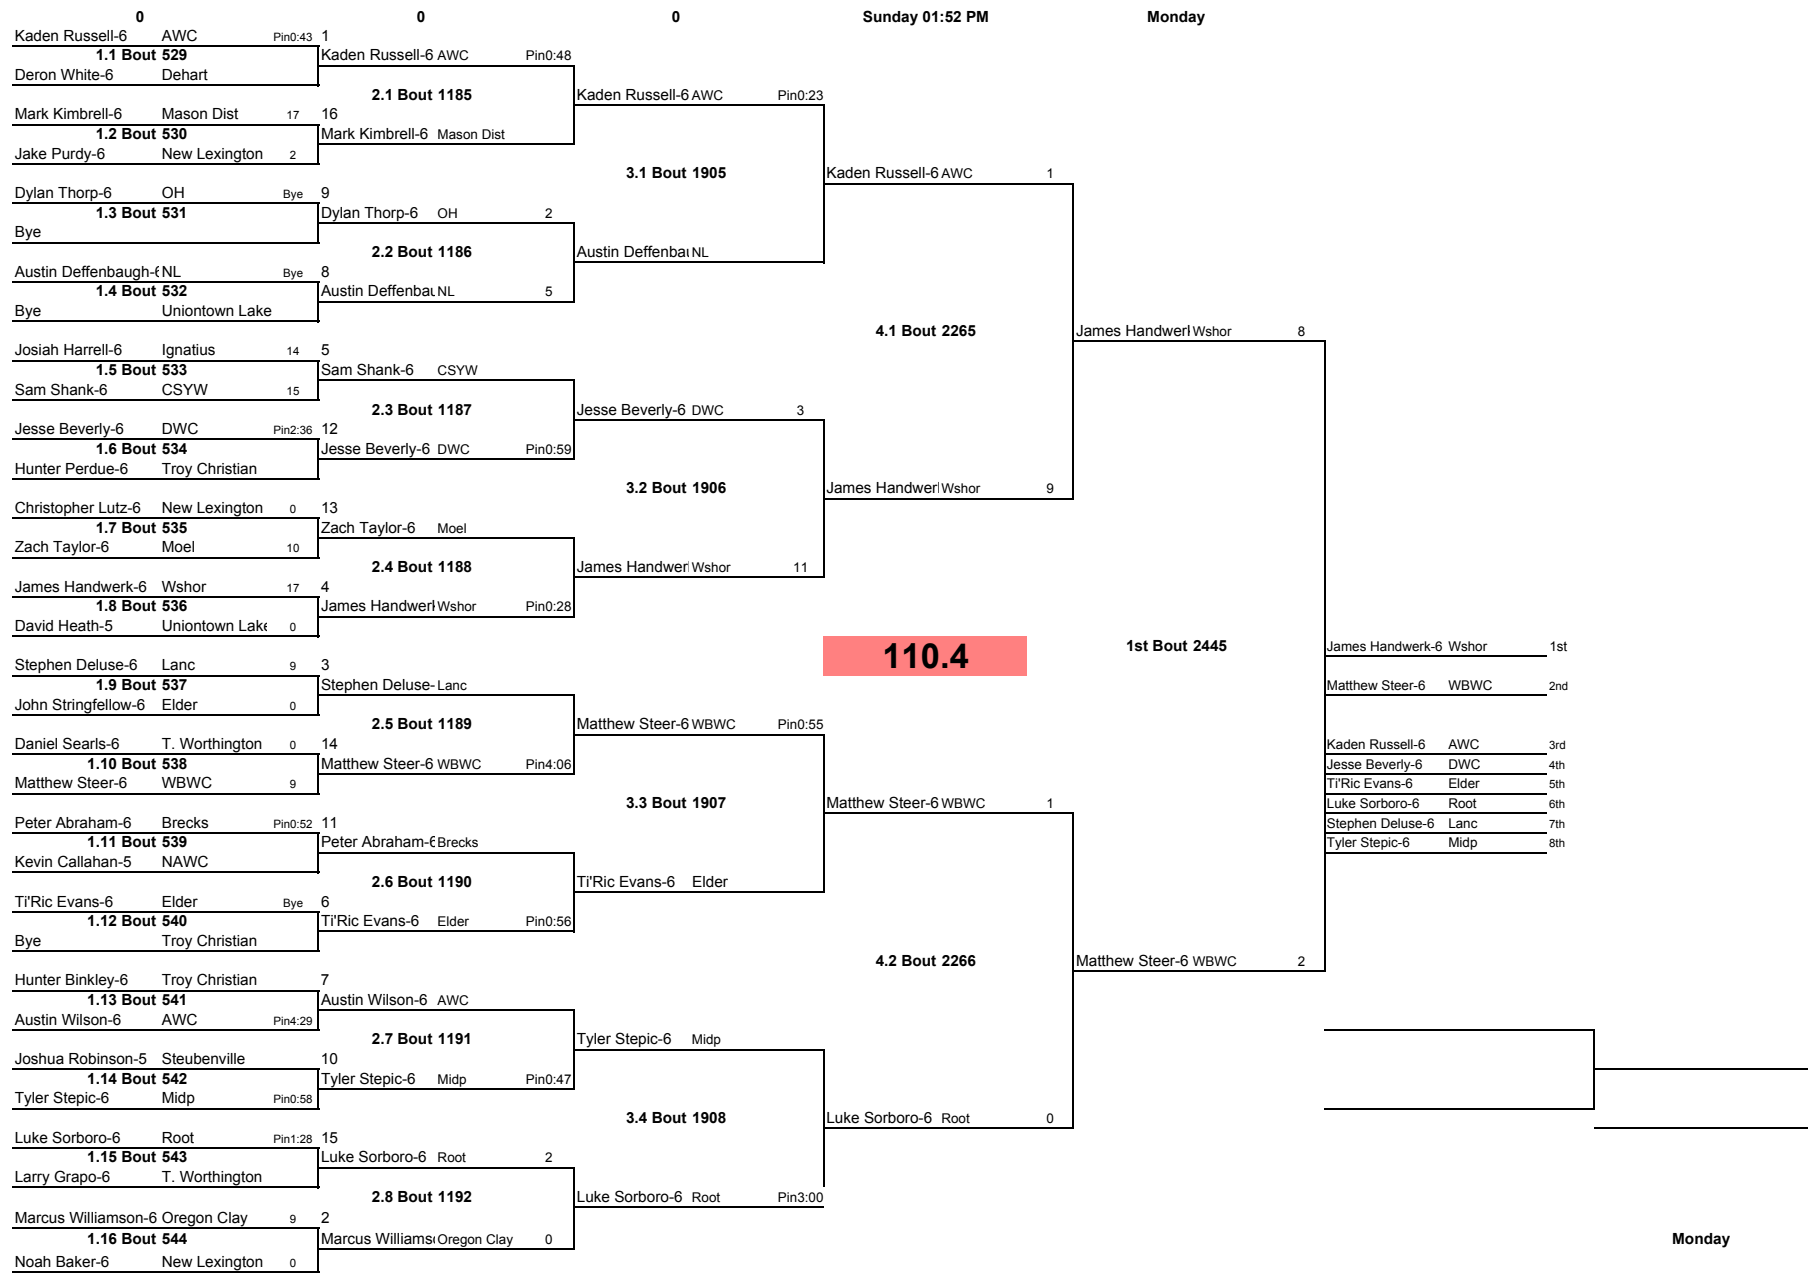 0 0 0 Sunday 01:52 PM Monday
Kaden Russell-6 AWC Pin0:43 1
1.1 Bout 529 Kaden Russell-6 AWC Pin0:48
Deron White-6 Dehart
2.1 Bout 1185 Kaden Russell-6 AWC Pin0:23
Mark Kimbrell-6 Mason Dist 17 16
1.2 Bout 530 Mark Kimbrell-6 Mason Dist
Jake Purdy-6 New Lexington 2
3.1 Bout 1905 Kaden Russell-6 AWC 1
Dylan Thorp-6 OH Bye 9
1.3 Bout 531 Dylan Thorp-6 OH 2
Bye
2.2 Bout 1186 Austin Deffenbau NL
Austin Deffenbaugh-6 NL Bye 8
1.4 Bout 532 Austin Deffenbau NL 5
Bye Uniontown Lake
4.1 Bout 2265 James Handwerk Wshor 8
Josiah Harrell-6 Ignatius 14 5
1.5 Bout 533 Sam Shank-6 CSYW
Sam Shank-6 CSYW 15
2.3 Bout 1187 Jesse Beverly-6 DWC 3
Jesse Beverly-6 DWC Pin2:36 12
1.6 Bout 534 Jesse Beverly-6 DWC Pin0:59
Hunter Perdue-6 Troy Christian
3.2 Bout 1906 James Handwerk Wshor 9
Christopher Lutz-6 New Lexington 0 13
1.7 Bout 535 Zach Taylor-6 Moel
Zach Taylor-6 Moel 10
2.4 Bout 1188 James Handwerk Wshor 11
James Handwerk-6 Wshor 17 4
1.8 Bout 536 James Handwerk Wshor Pin0:28
David Heath-5 Uniontown Lake 0
110.4 1st Bout 2445 James Handwerk-6 Wshor 1st
Stephen Deluse-6 Lanc 9 3
1.9 Bout 537 Stephen Deluse- Lanc Matthew Steer-6 WBWC 2nd
John Stringfellow-6 Elder 0
2.5 Bout 1189 Matthew Steer-6 WBWC Pin0:55
Daniel Searls-6 T. Worthington 0 14 Kaden Russell-6 AWC 3rd
1.10 Bout 538 Matthew Steer-6 WBWC Pin4:06 Jesse Beverly-6 DWC 4th
Matthew Steer-6 WBWC 9 Ti'Ric Evans-6 Elder 5th
3.3 Bout 1907 Matthew Steer-6 WBWC 1 Luke Sorboro-6 Root 6th
Peter Abraham-6 Brecks Pin0:52 11 Stephen Deluse-6 Lanc 7th
1.11 Bout 539 Peter Abraham-6 Brecks Tyler Stepic-6 Midp 8th
Kevin Callahan-5 NAWC
2.6 Bout 1190 Ti'Ric Evans-6 Elder
Ti'Ric Evans-6 Elder Bye 6
1.12 Bout 540 Ti'Ric Evans-6 Elder Pin0:56
Bye Troy Christian
4.2 Bout 2266 Matthew Steer-6 WBWC 2
Hunter Binkley-6 Troy Christian 7
1.13 Bout 541 Austin Wilson-6 AWC
Austin Wilson-6 AWC Pin4:29
2.7 Bout 1191 Tyler Stepic-6 Midp
Joshua Robinson-5 Steubenville 10
1.14 Bout 542 Tyler Stepic-6 Midp Pin0:47
Tyler Stepic-6 Midp Pin0:58
3.4 Bout 1908 Luke Sorboro-6 Root 0
Luke Sorboro-6 Root Pin1:28 15
1.15 Bout 543 Luke Sorboro-6 Root 2
Larry Grapo-6 T. Worthington
2.8 Bout 1192 Luke Sorboro-6 Root Pin3:00
Marcus Williamson-6 Oregon Clay 9 2
1.16 Bout 544 Marcus Williams Oregon Clay 0 Monday
Noah Baker-6 New Lexington 0